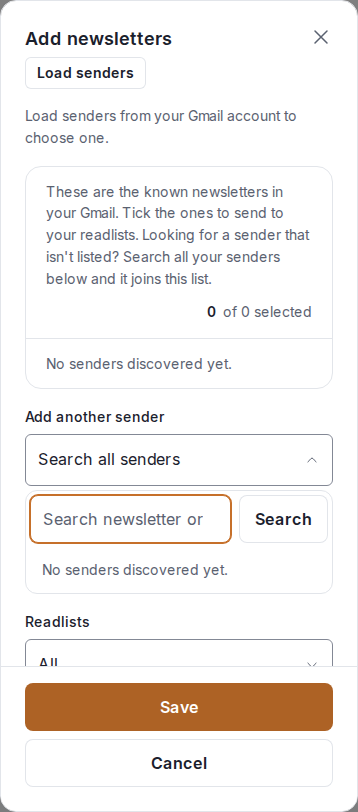 Add newsletters
Load senders
Load senders from your Gmail account to
choose one.
These are the known newsletters in
your Gmail. Tick the ones to send to
your readlists. Looking for a sender that
isn't listed? Search all your senders
below and it joins this list.
0 of 0 selected
No senders discovered yet.
Add another sender
Search all senders
Search newsletter or
Search
No senders discovered yet.
Readlists
All
Save
Cancel